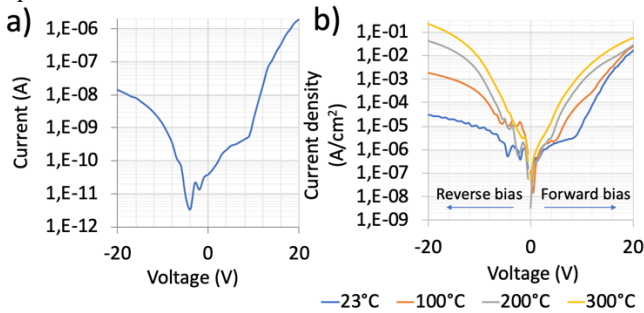 a)
Current (A)
1,E-06
1,E-07
1,E-08
1,E-09
1,E-10
1,E-11
1,E-12
-20
0
20
Voltage (V)
b)
Current density
(A/cm²)
1,E-01
1,E-02
1,E-03
1,E-04
1,E-05
1,E-06
1,E-07
1,E-08
1,E-09
Reverse bias
Forward bias
-20
0
20
Voltage (V)
23°C
100°C
200°C
300°C